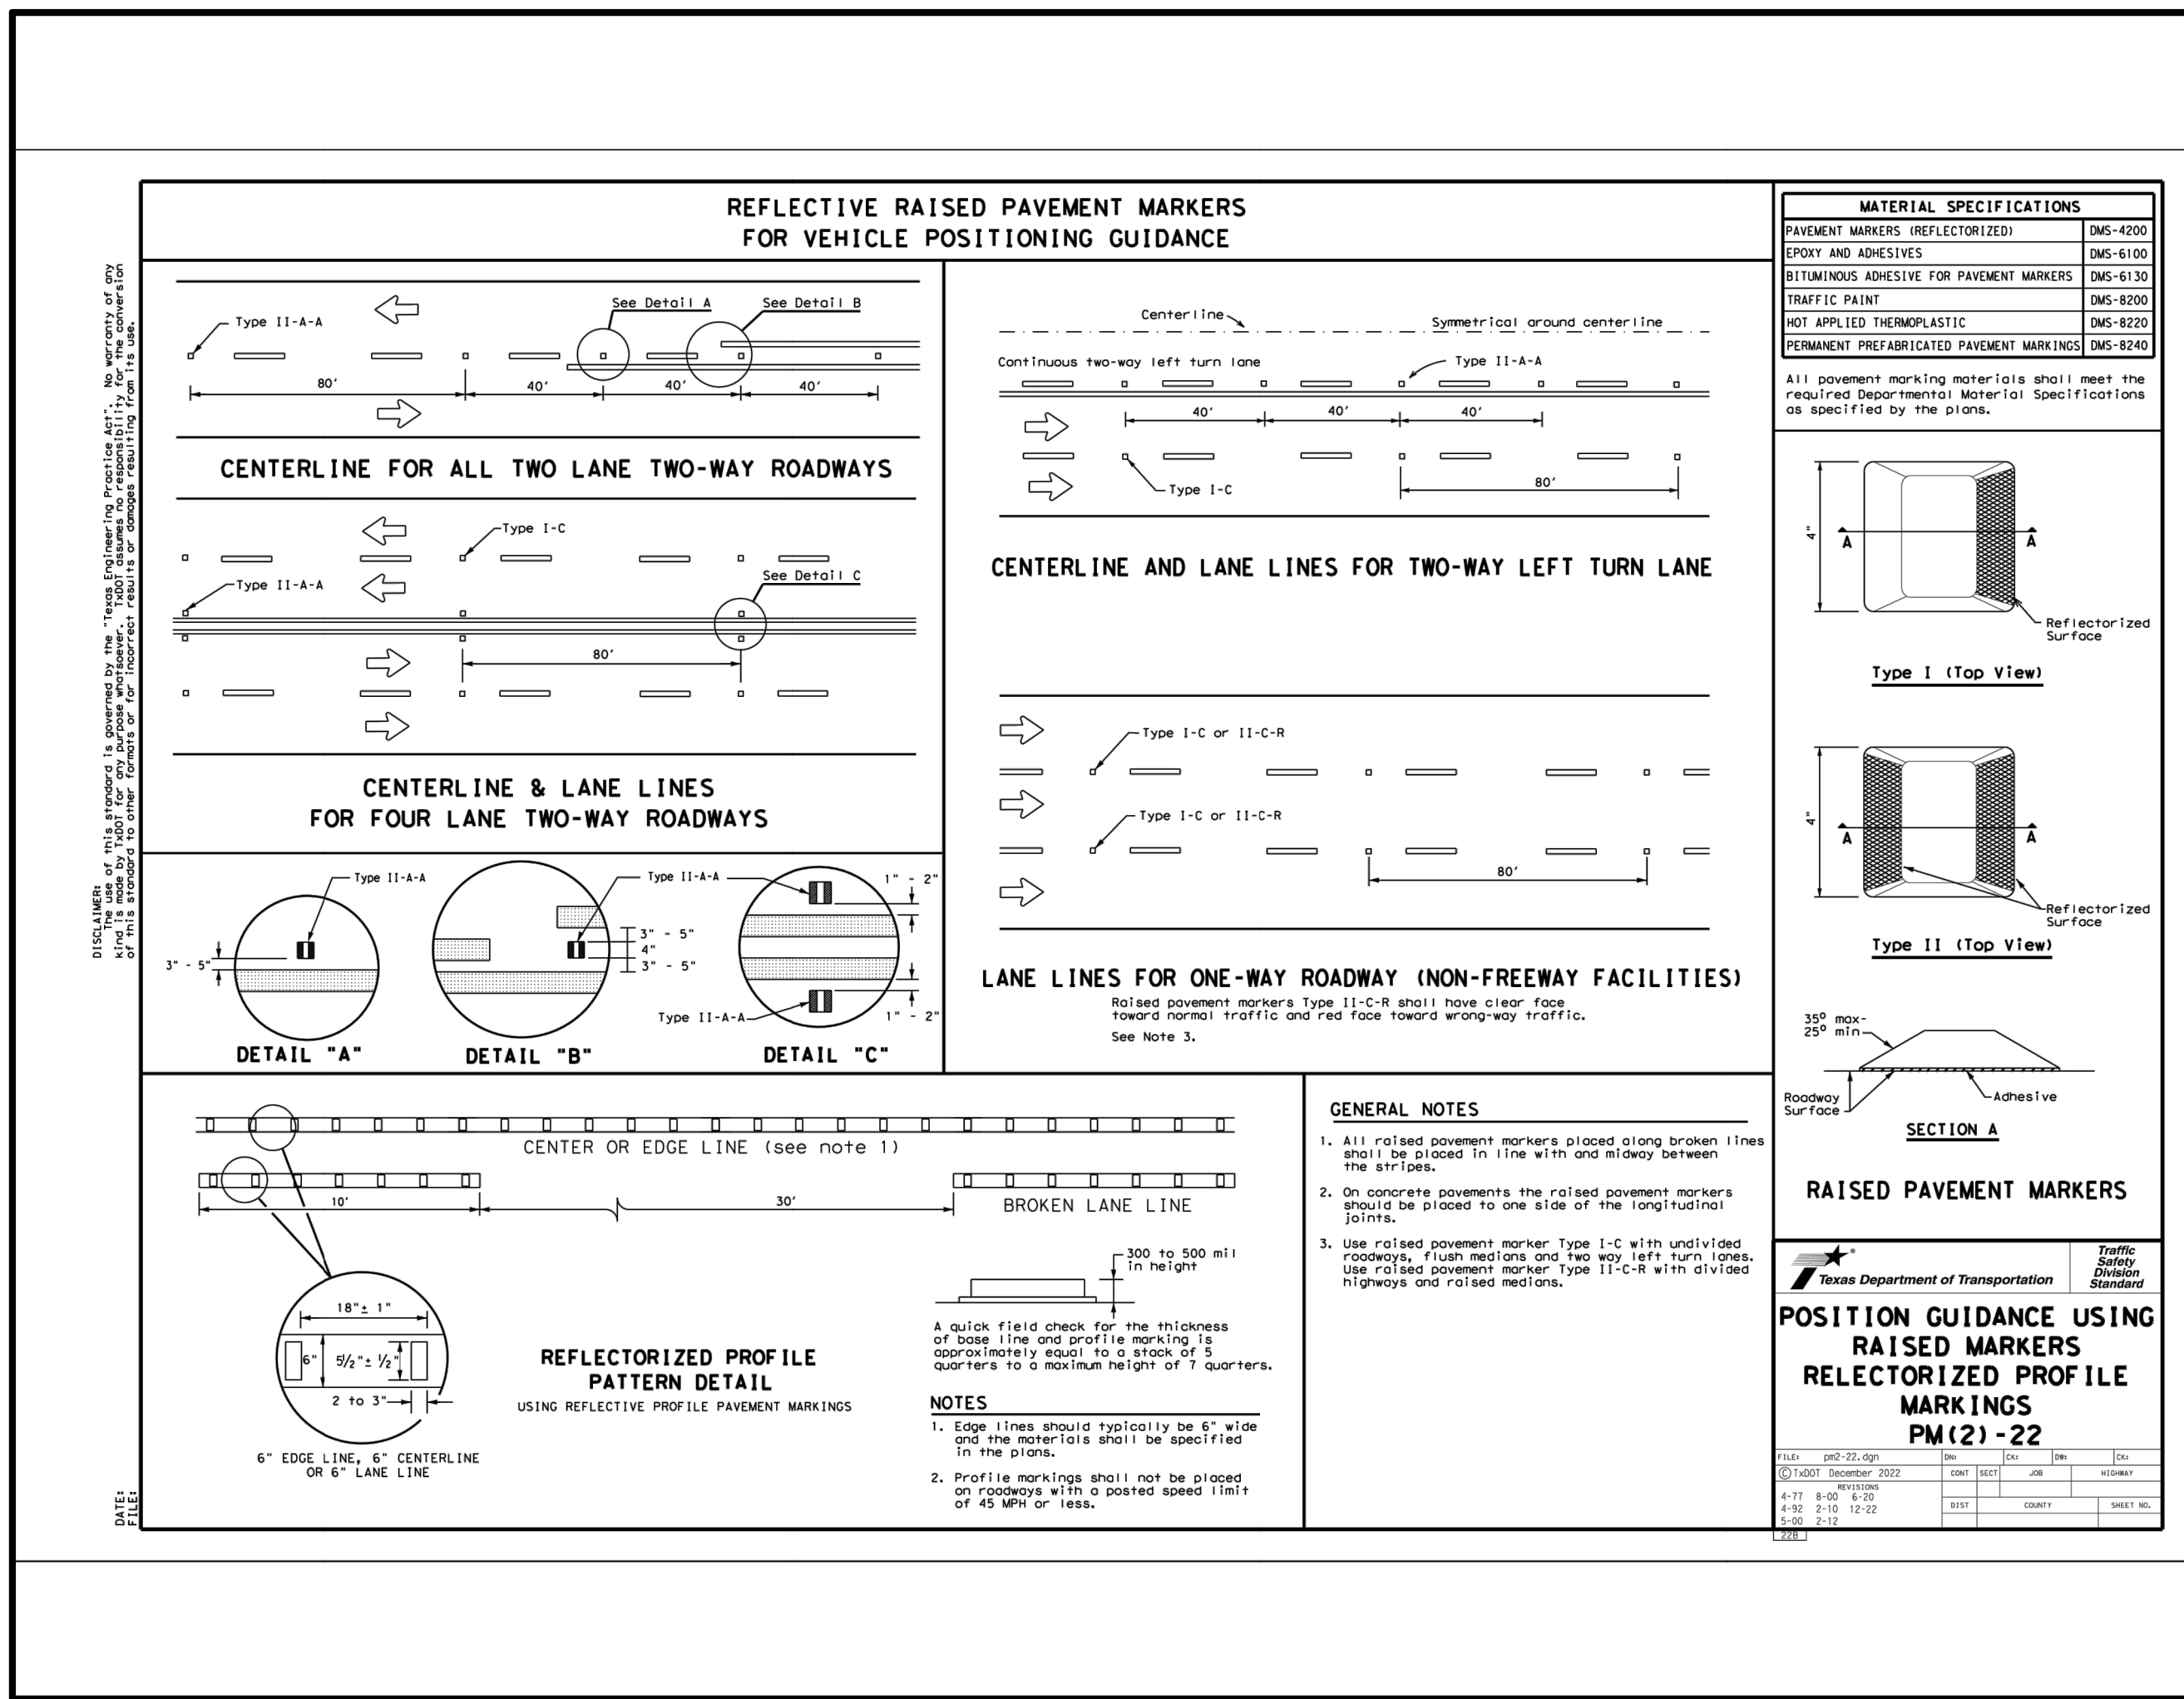 REFLECTIVE RAISED PAVEMENT MARKERS
FOR VEHICLE POSITIONING GUIDANCE
DISCLAIMER:
The use of this standard is governed by the "Texas Engineering Practice Act". No warranty of any
kind is made by TxDOT for any purpose whatsoever. TxDOT assumes no responsibility for the conversion
of this standard to other formats or for incorrect results or damages resulting from its use.
DATE:
FILE:
Type II-A-A
See Detail A
See Detail B
80'
40'
40'
40'
CENTERLINE FOR ALL TWO LANE TWO-WAY ROADWAYS
Type I-C
Type II-A-A
See Detail C
80'
CENTERLINE & LANE LINES
FOR FOUR LANE TWO-WAY ROADWAYS
Type II-A-A
3" - 5"
DETAIL "A"
Type II-A-A
3" - 5"
4"
3" - 5"
DETAIL "B"
1" - 2"
Type II-A-A
1" - 2"
DETAIL "C"
Centerline
Symmetrical around centerline
Continuous two-way left turn lane
Type II-A-A
40'
40'
40'
Type I-C
80'
CENTERLINE AND LANE LINES FOR TWO-WAY LEFT TURN LANE
Type I-C or II-C-R
Type I-C or II-C-R
80'
LANE LINES FOR ONE-WAY ROADWAY (NON-FREEWAY FACILITIES)
Raised pavement markers Type II-C-R shall have clear face
toward normal traffic and red face toward wrong-way traffic.
See Note 3.
CENTER OR EDGE LINE (see note 1)
10'
30'
BROKEN LANE LINE
18"± 1"
6"
5½"± ½"
2 to 3"
6" EDGE LINE, 6" CENTERLINE
OR 6" LANE LINE
REFLECTORIZED PROFILE
PATTERN DETAIL
USING REFLECTIVE PROFILE PAVEMENT MARKINGS
300 to 500 mil
in height
A quick field check for the thickness
of base line and profile marking is
approximately equal to a stack of 5
quarters to a maximum height of 7 quarters.
NOTES
1. Edge lines should typically be 6" wide
and the materials shall be specified
in the plans.
2. Profile markings shall not be placed
on roadways with a posted speed limit
of 45 MPH or less.
GENERAL NOTES
1. All raised pavement markers placed along broken lines
shall be placed in line with and midway between
the stripes.
2. On concrete pavements the raised pavement markers
should be placed to one side of the longitudinal
joints.
3. Use raised pavement marker Type I-C with undivided
roadways, flush medians and two way left turn lanes.
Use raised pavement marker Type II-C-R with divided
highways and raised medians.
MATERIAL SPECIFICATIONS
PAVEMENT MARKERS (REFLECTORIZED) DMS-4200
EPOXY AND ADHESIVES DMS-6100
BITUMINOUS ADHESIVE FOR PAVEMENT MARKERS DMS-6130
TRAFFIC PAINT DMS-8200
HOT APPLIED THERMOPLASTIC DMS-8220
PERMANENT PREFABRICATED PAVEMENT MARKINGS DMS-8240
All pavement marking materials shall meet the
required Departmental Material Specifications
as specified by the plans.
4"
A A
Reflectorized
Surface
Type I (Top View)
4"
A A
Reflectorized
Surface
Type II (Top View)
35º max-
25º min
Roadway
Surface
Adhesive
SECTION A
RAISED PAVEMENT MARKERS
®
Texas Department of Transportation
Traffic
Safety
Division
Standard
POSITION GUIDANCE USING
RAISED MARKERS
RELECTORIZED PROFILE
MARKINGS
PM(2)-22
FILE: pm2-22.dgn DN: CK: DW: CK:
© TxDOT December 2022 CONT SECT JOB HIGHWAY
REVISIONS
4-77 8-00 6-20
4-92 2-10 12-22
5-00 2-12
DIST COUNTY SHEET NO.
22B